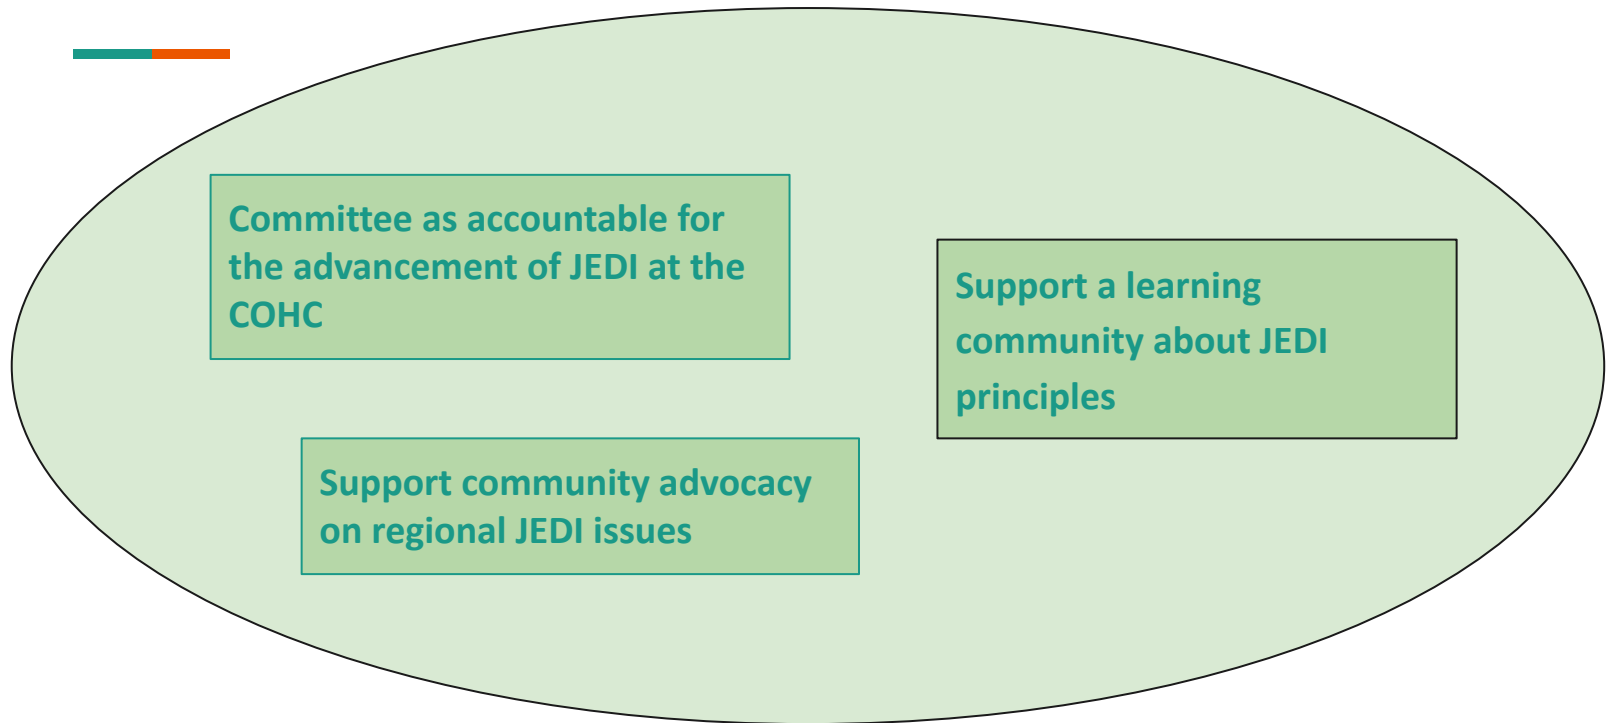 Committee as accountable for
the advancement of JEDI at the
COHC
Support a learning
community about JEDI
principles
Support community advocacy
on regional JEDI issues